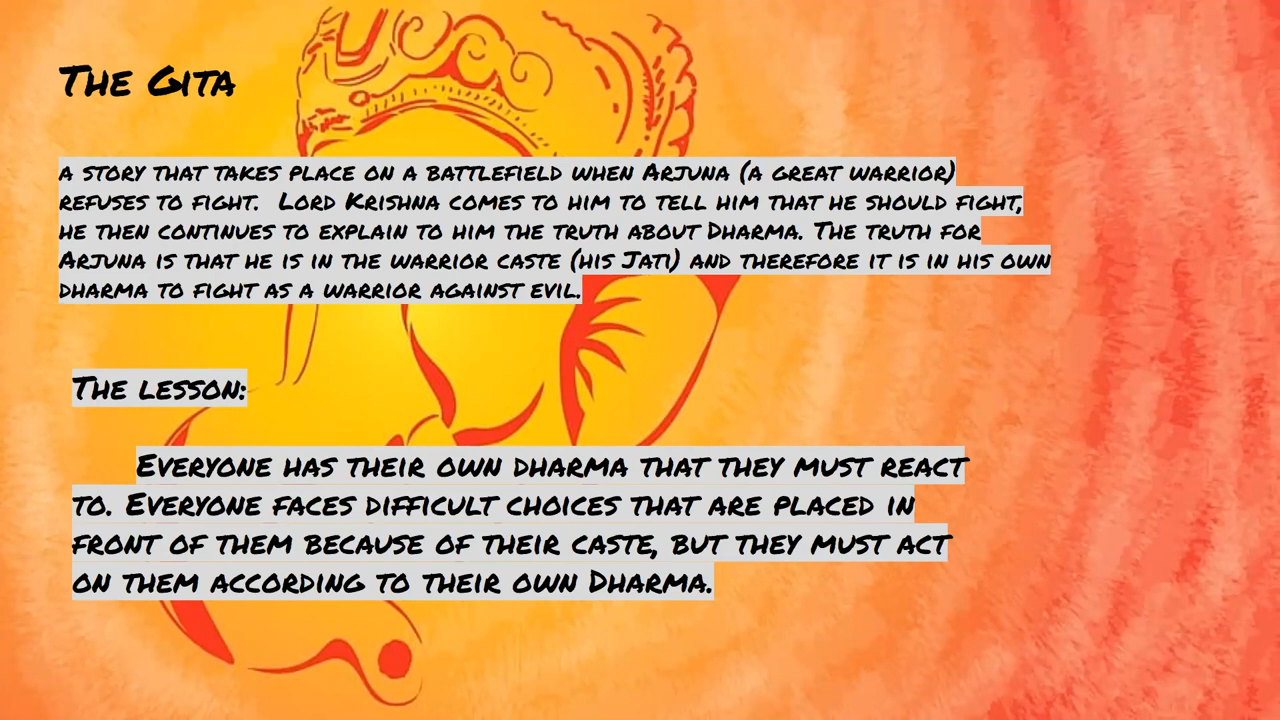 The Gita
a story that takes place on a battlefield when Arjuna (a great warrior)
refuses to fight.  Lord Krishna comes to him to tell him that he should fight,
he then continues to explain to him the truth about Dharma. The truth for
Arjuna is that he is in the warrior caste (his Jati) and therefore it is in his own
dharma to fight as a warrior against evil.
The lesson:
Everyone has their own dharma that they must react
to. Everyone faces difficult choices that are placed in
front of them because of their caste, but they must act
on them according to their own Dharma.